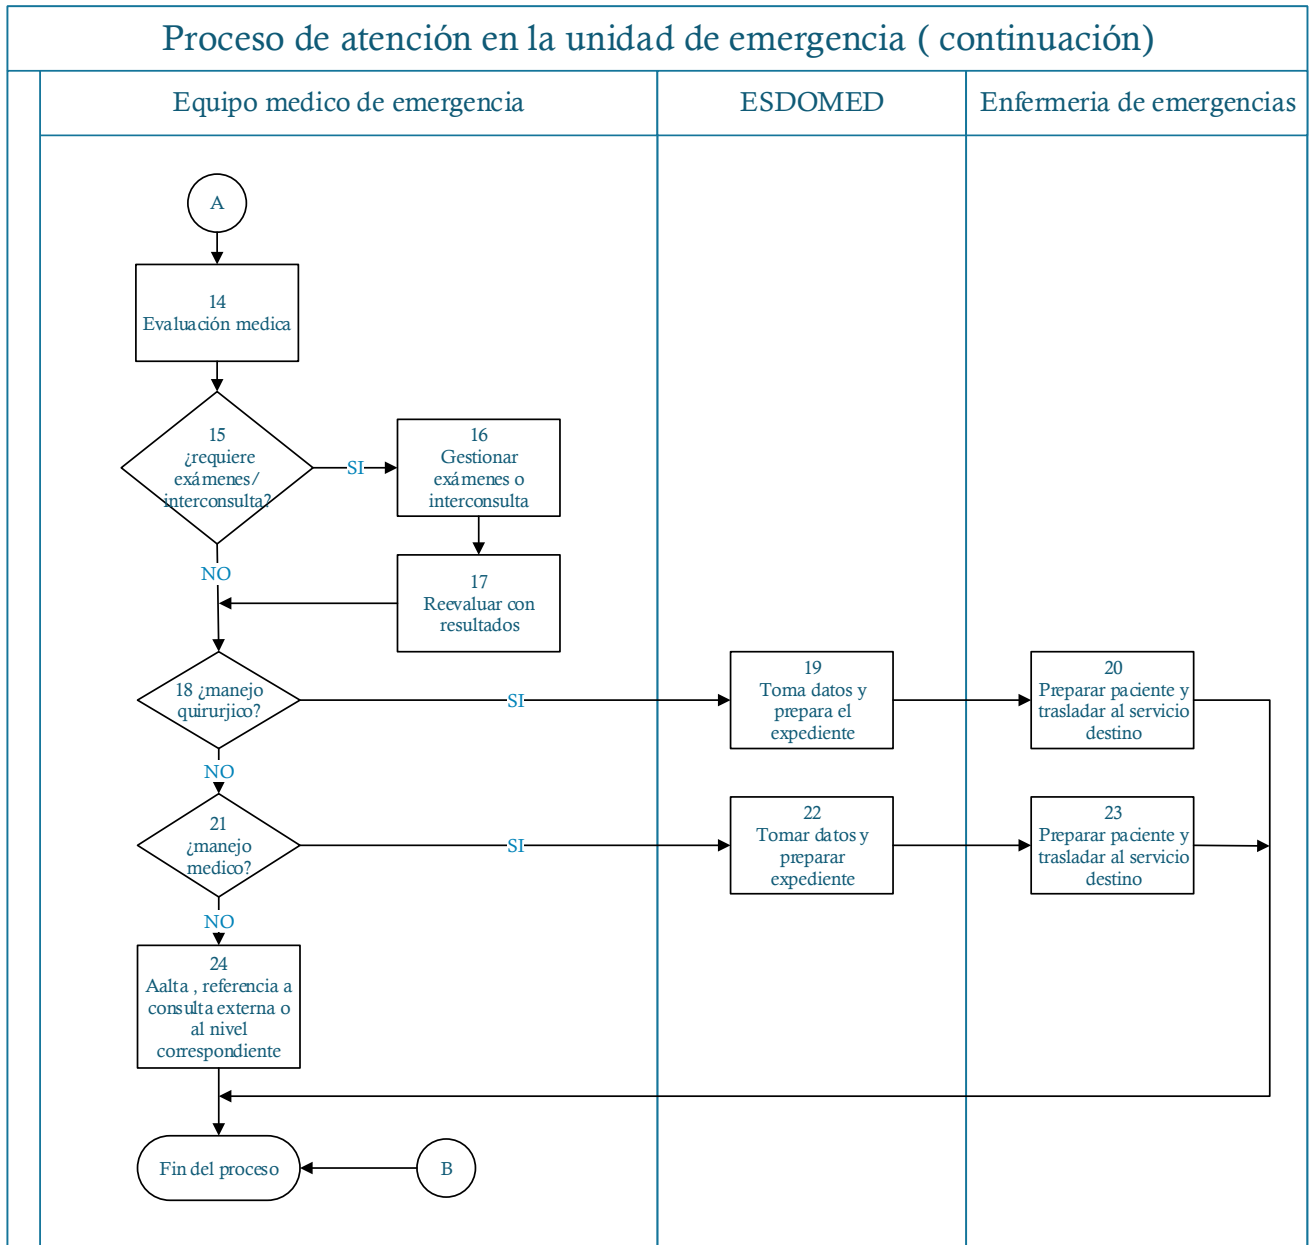 Proceso de atención en la unidad de emergencia ( continuación)
Equipo medico de emergencia
ESDOMED
Enfermeria de emergencias
A
14
Evaluación medica
15
¿requiere
exámenes/
interconsulta?
SI
16
Gestionar
exámenes o
interconsulta
NO
17
Reevaluar con
resultados
18 ¿manejo
quirurjico?
SI
19
Toma datos y
prepara el
expediente
20
Preparar paciente y
trasladar al servicio
destino
NO
21
¿manejo
medico?
SI
22
Tomar datos y
preparar
expediente
23
Preparar paciente y
trasladar al servicio
destino
NO
24
Aalta , referencia a
consulta externa o
al nivel
correspondiente
Fin del proceso
B